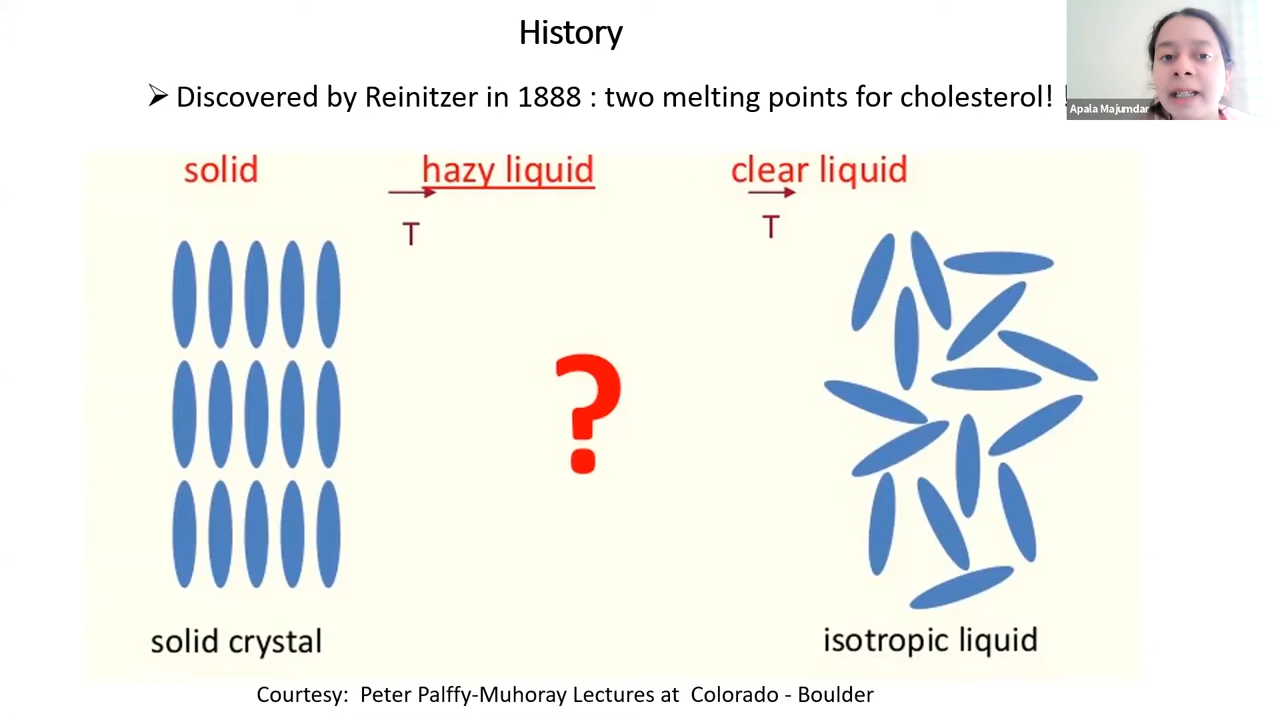 History
➢ Discovered by Reinitzer in 1888 : two melting points for cholesterol! !
Apala Majumdar
solid hazy liquid clear liquid
T T
?
solid crystal isotropic liquid
Courtesy: Peter Palffy-Muhoray Lectures at Colorado - Boulder